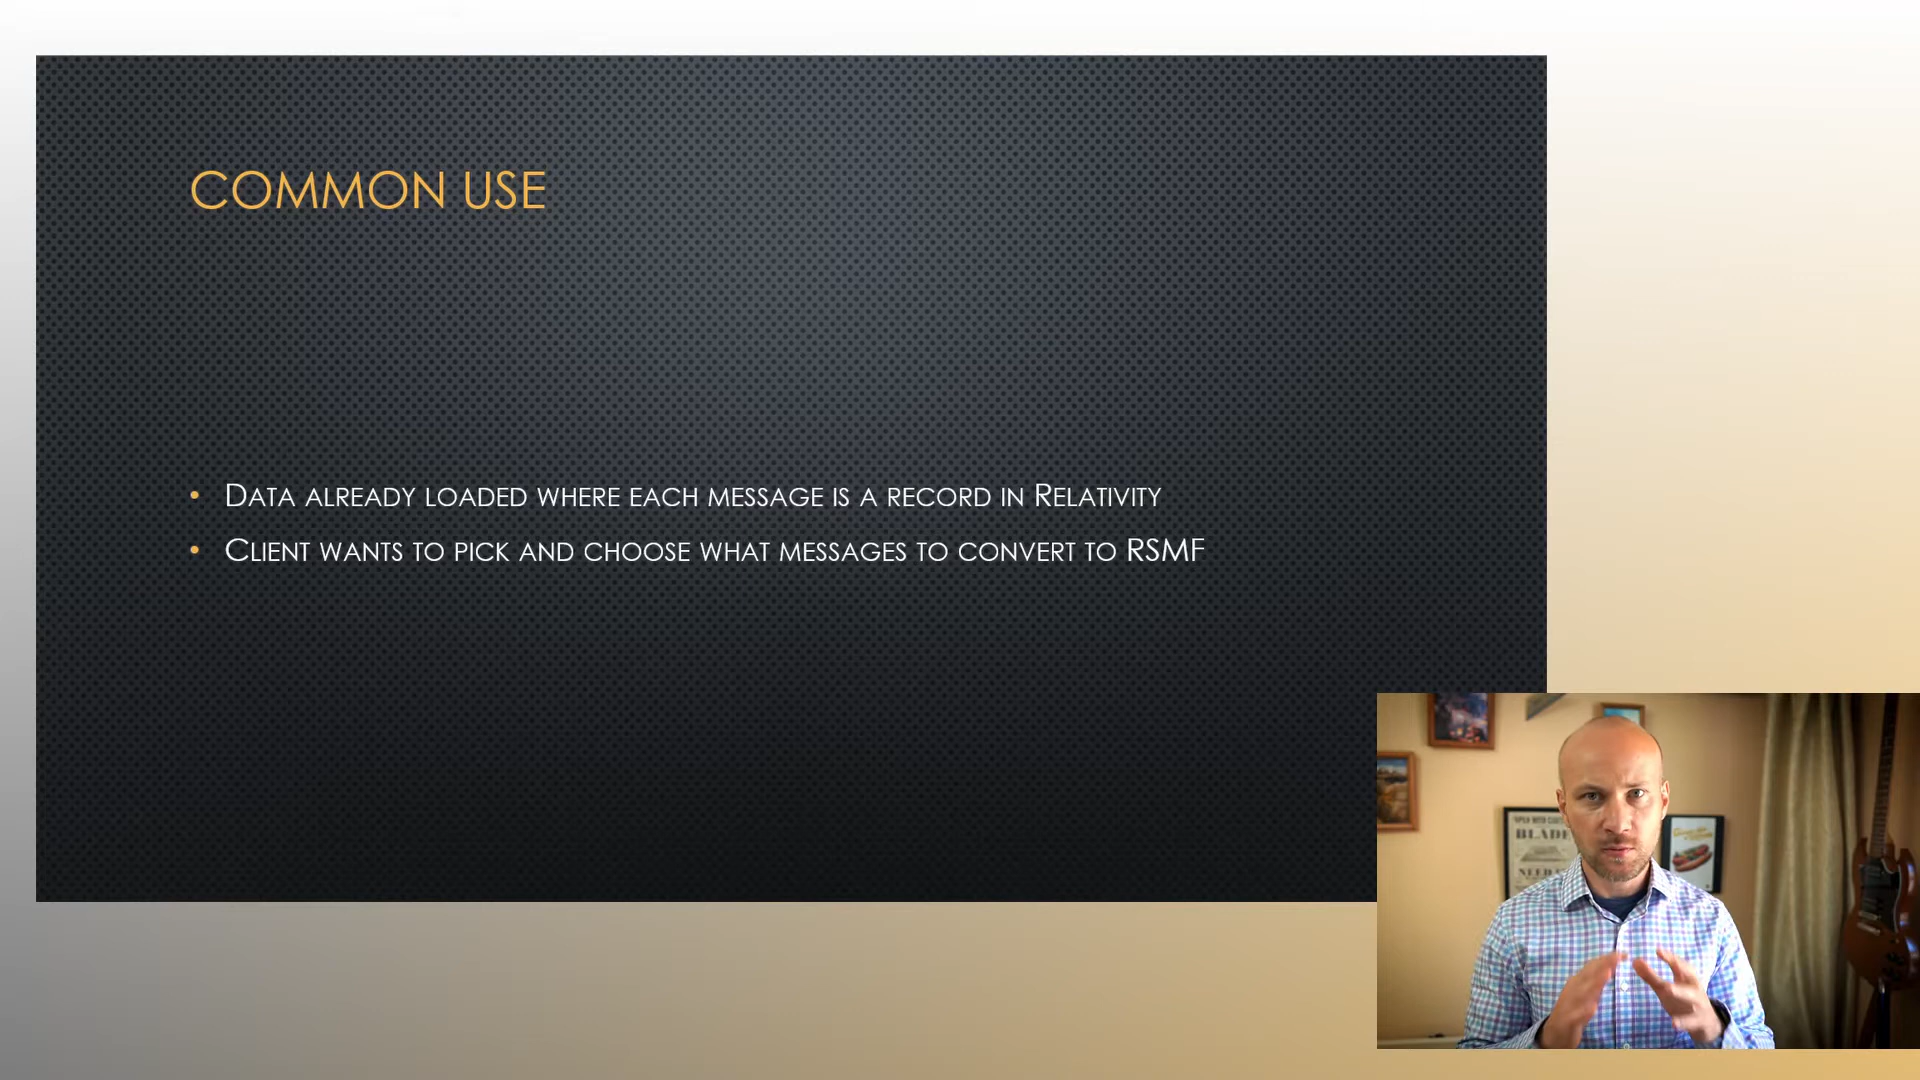 COMMON USE
• DATA ALREADY LOADED WHERE EACH MESSAGE IS A RECORD IN RELATIVITY
• CLIENT WANTS TO PICK AND CHOOSE WHAT MESSAGES TO CONVERT TO RSMF
BLADE